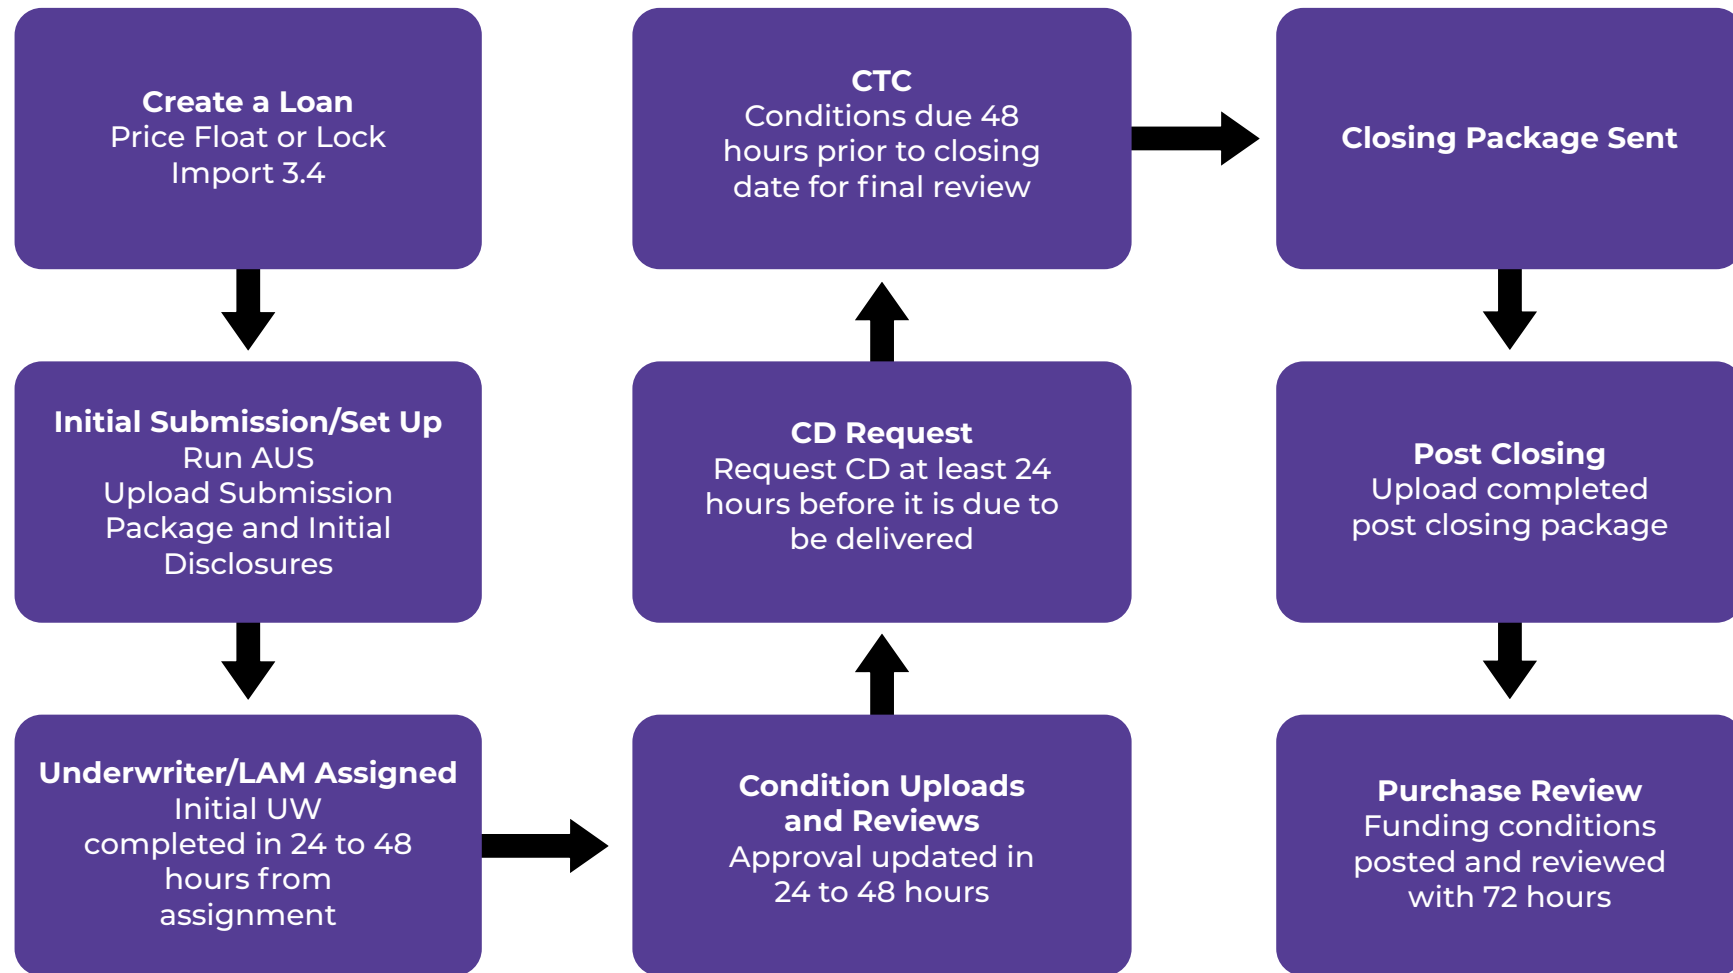 Create a Loan
Price Float or Lock
Import 3.4
Initial Submission/Set Up
Run AUS
Upload Submission
Package and Initial
Disclosures
Underwriter/LAM Assigned
Initial UW
completed in 24 to 48
hours from
assignment
Condition Uploads
and Reviews
Approval updated in
24 to 48 hours
CD Request
Request CD at least 24
hours before it is due to
be delivered
CTC
Conditions due 48
hours prior to closing
date for final review
Closing Package Sent
Post Closing
Upload completed
post closing package
Purchase Review
Funding conditions
posted and reviewed
with 72 hours